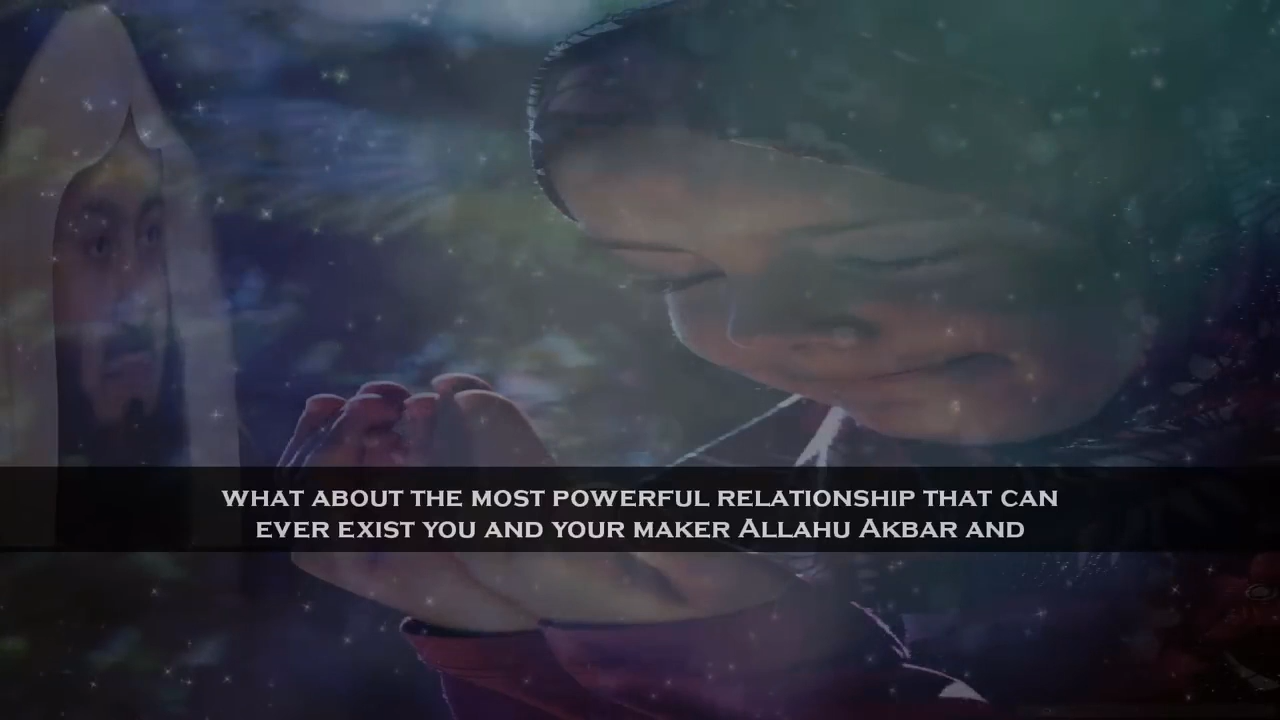 WHAT ABOUT THE MOST POWERFUL RELATIONSHIP THAT CAN
EVER EXIST YOU AND YOUR MAKER ALLAHU AKBAR AND